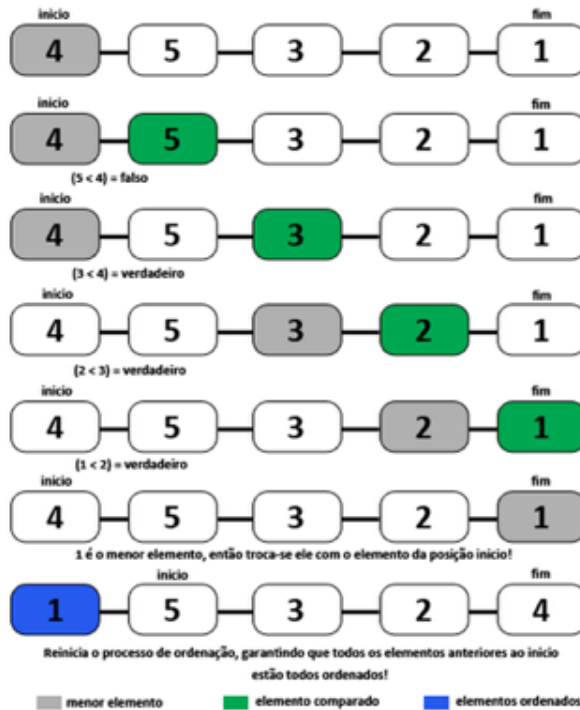 inicio fim
4 5 3 2 1
inicio fim
4 5 3 2 1
(5 < 4) = falso
inicio fim
4 5 3 2 1
(3 < 4) = verdadeiro
inicio fim
4 5 3 2 1
(2 < 3) = verdadeiro
inicio fim
4 5 3 2 1
(1 < 2) = verdadeiro
inicio fim
4 5 3 2 1
1 é o menor elemento, então troca-se ele com o elemento da posição inicio!
inicio fim
1 5 3 2 4
Reinicia o processo de ordenação, garantindo que todos os elementos anteriores ao inicio
estão todos ordenados!
menor elemento elemento comparado elementos ordenados